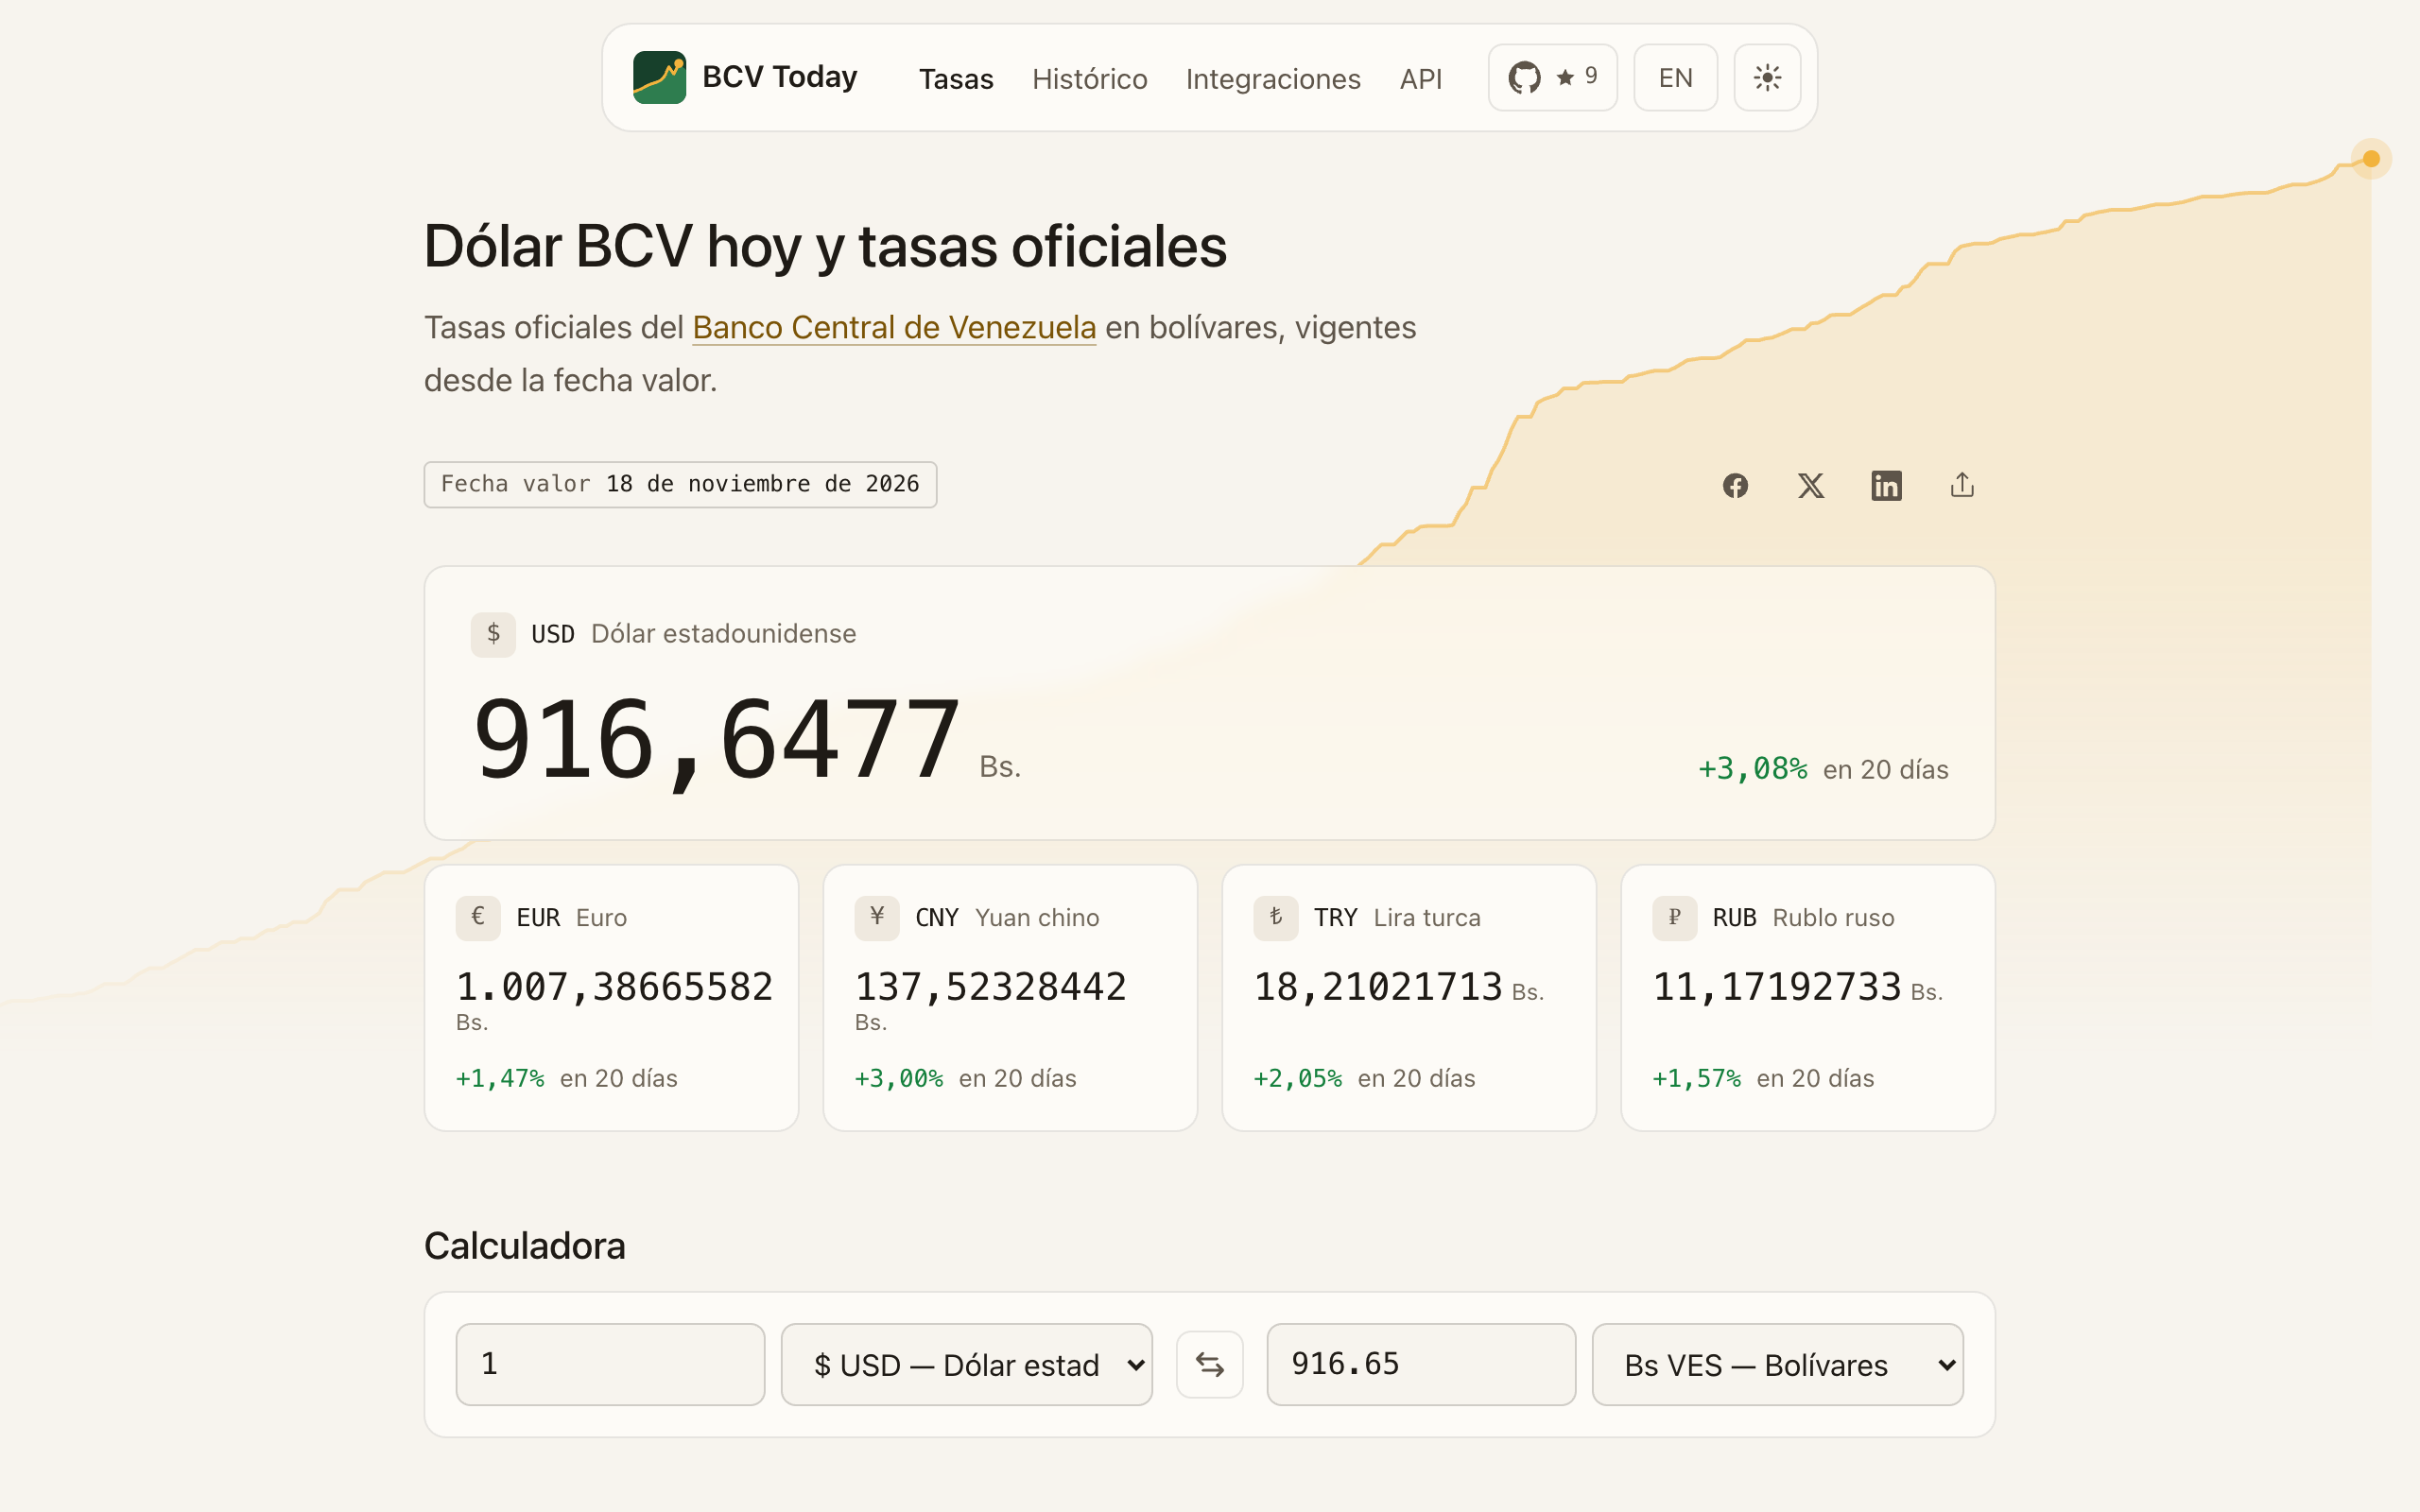 BCV Today
Tasas
Histórico
Integraciones
API
★ 9
EN
Dólar BCV hoy y tasas oficiales
Tasas oficiales del Banco Central de Venezuela en bolívares, vigentes
desde la fecha valor.
Fecha valor 18 de noviembre de 2026
$ USD Dólar estadounidense
916,6477 Bs.
+3,08% en 20 días
€ EUR Euro
1.007,38665582
Bs.
+1,47% en 20 días
¥ CNY Yuan chino
137,52328442
Bs.
+3,00% en 20 días
₺ TRY Lira turca
18,21021713 Bs.
+2,05% en 20 días
₽ RUB Rublo ruso
11,17192733 Bs.
+1,57% en 20 días
Calculadora
1
$ USD — Dólar estad
916.65
Bs VES — Bolívares